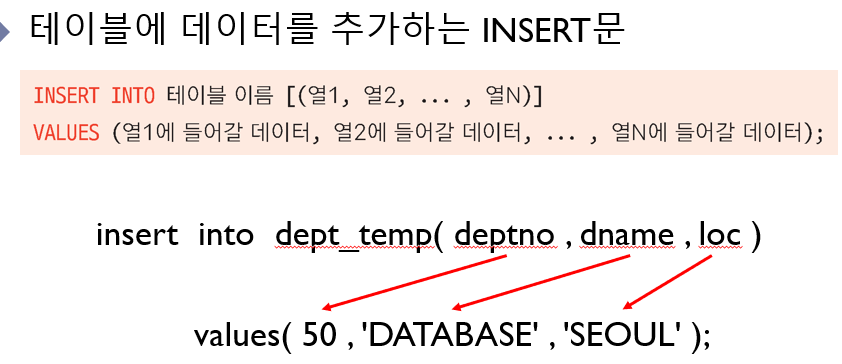 테이블에 데이터를 추가하는 INSERT문
INSERT INTO 테이블 이름 [(열1, 열2, ... , 열N)]
VALUES (열1에 들어갈 데이터, 열2에 들어갈 데이터, ... , 열N에 들어갈 데이터);
insert into dept_temp( deptno , dname , loc )
values( 50 , 'DATABASE' , 'SEOUL' );